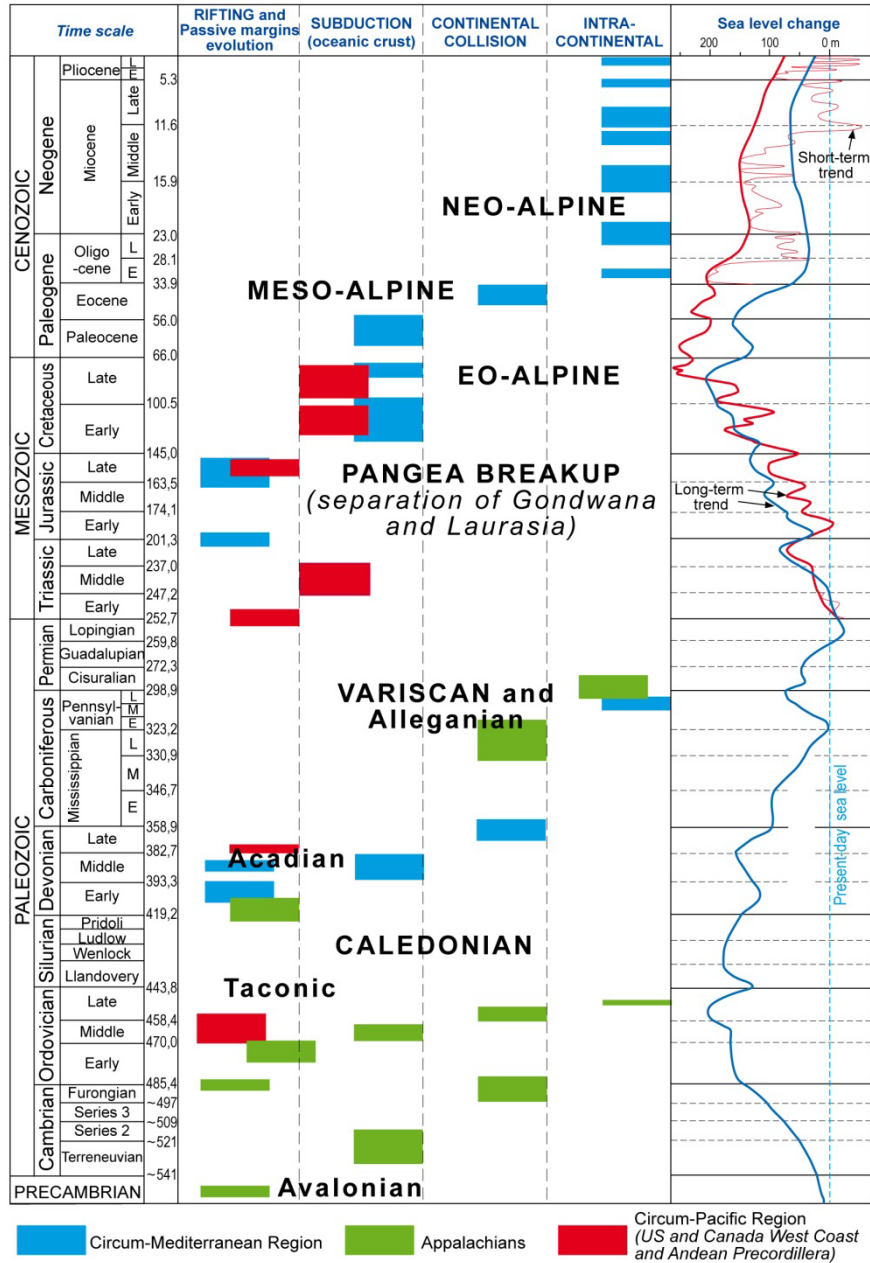 Time scale
RIFTING and
Passive margins
evolution
SUBDUCTION
(oceanic crust)
CONTINENTAL
COLLISION
INTRA-
CONTINENTAL
Sea level change
200
100
0 m
CENOZOIC
Neogene
Pliocene
L
E
5.3
Miocene
Late
11.6
Middle
15.9
Early
23.0
Paleogene
Oligo
-cene
L
28.1
E
33.9
Eocene
56.0
Paleocene
66.0
MESOZOIC
Cretaceous
Late
100.5
Early
145,0
Jurassic
Late
163,5
Middle
174,1
Early
201,3
Triassic
Late
237,0
Middle
247,2
Early
252,7
PALEOZOIC
Permian
Lopingian
259,8
Guadalupian
272,3
Cisuralian
298,9
Carboniferous
Pennsyl-
vanian
L
M
E
323,2
Mississippian
L
330,9
M
346,7
E
358,9
Devonian
Late
382,7
Middle
393,3
Early
419,2
Silurian
Pridoli
Ludlow
Wenlock
Llandovery
443,8
Ordovician
Late
458,4
Middle
470,0
Early
485,4
Cambrian
Furongian
~497
Series 3
~509
Series 2
~521
Terreneuvian
~541
PRECAMBRIAN
NEO-ALPINE
MESO-ALPINE
EO-ALPINE
PANGEA BREAKUP
(separation of Gondwana
and Laurasia)
VARISCAN and
Alleganian
Acadian
CALEDONIAN
Taconic
Avalonian
Short-term
trend
Long-term
trend
Present-day sea level
Circum-Mediterranean Region
Appalachians
Circum-Pacific Region
(US and Canada West Coast
and Andean Precordillera)